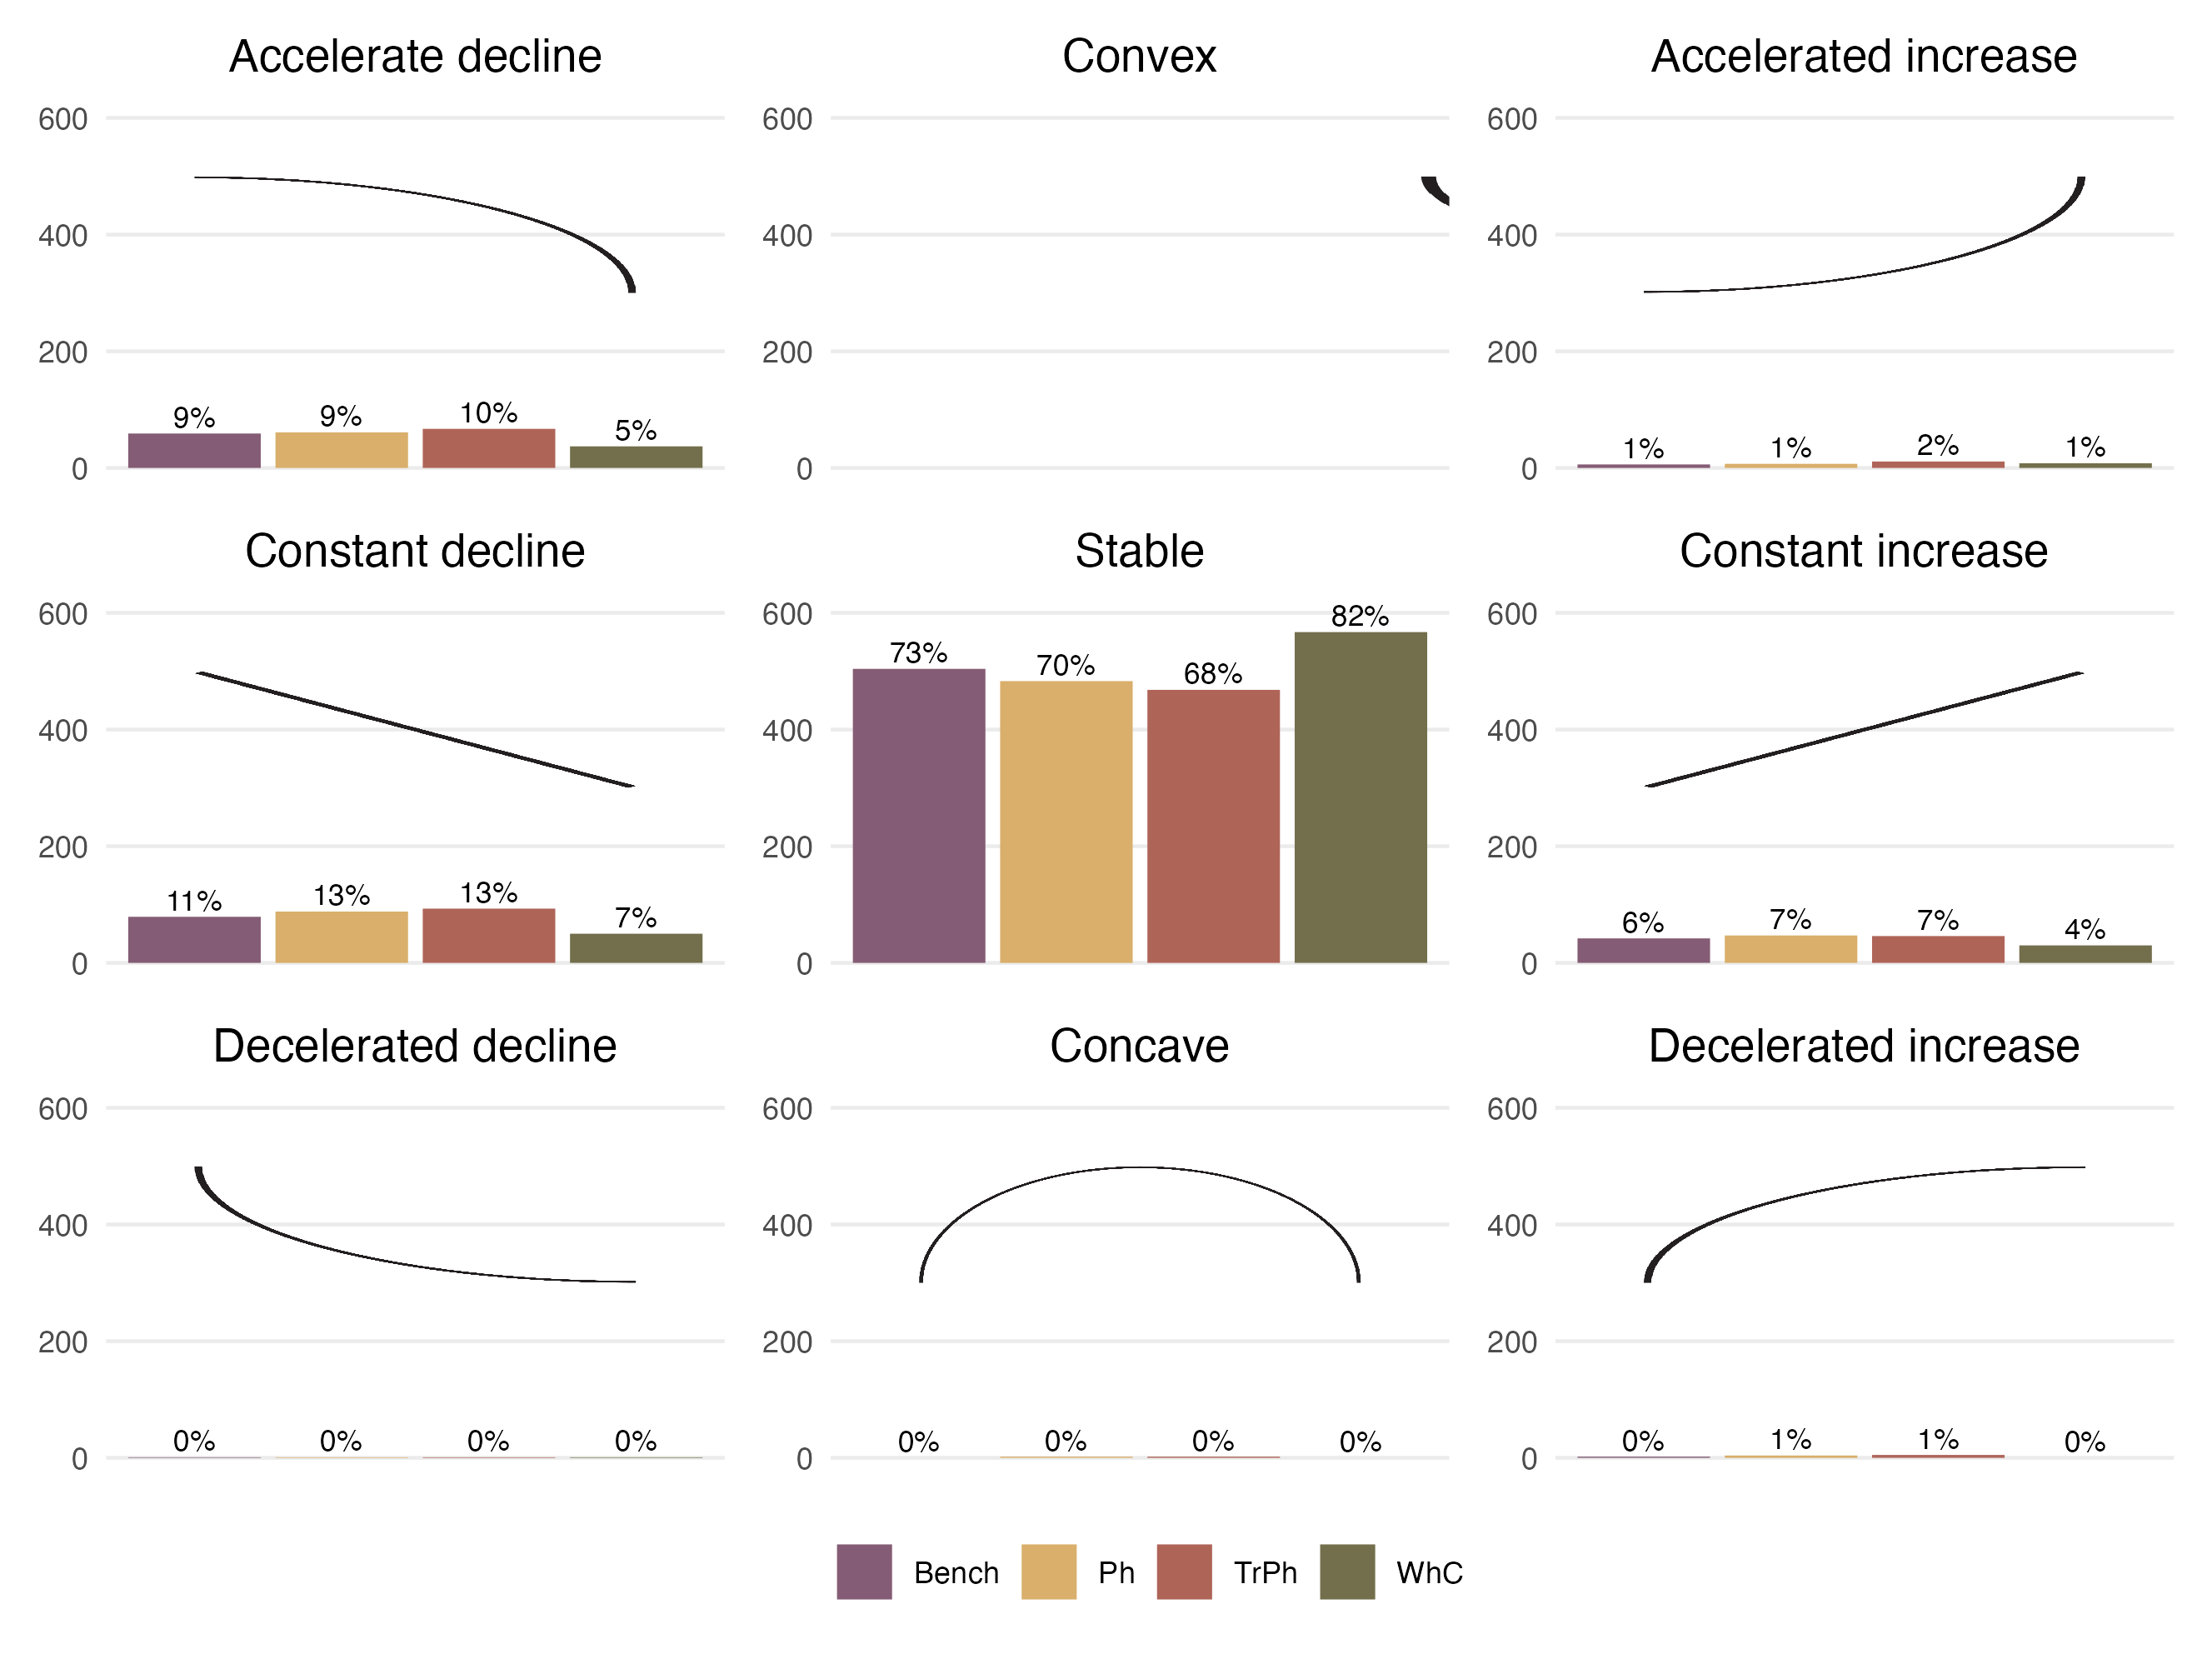 Accelerate decline
600
400
200
0
9% 9% 10% 5%
Convex
600
400
200
0
Accelerated increase
600
400
200
0
1% 1% 2% 1%
Constant decline
600
400
200
0
11% 13% 13% 7%
Stable
600
400
200
0
73% 70% 68% 82%
Constant increase
600
400
200
0
6% 7% 7% 4%
Decelerated decline
600
400
200
0
0% 0% 0% 0%
Concave
600
400
200
0
0% 0% 0% 0%
Decelerated increase
600
400
200
0
0% 1% 1% 0%
Bench Ph TrPh WhC